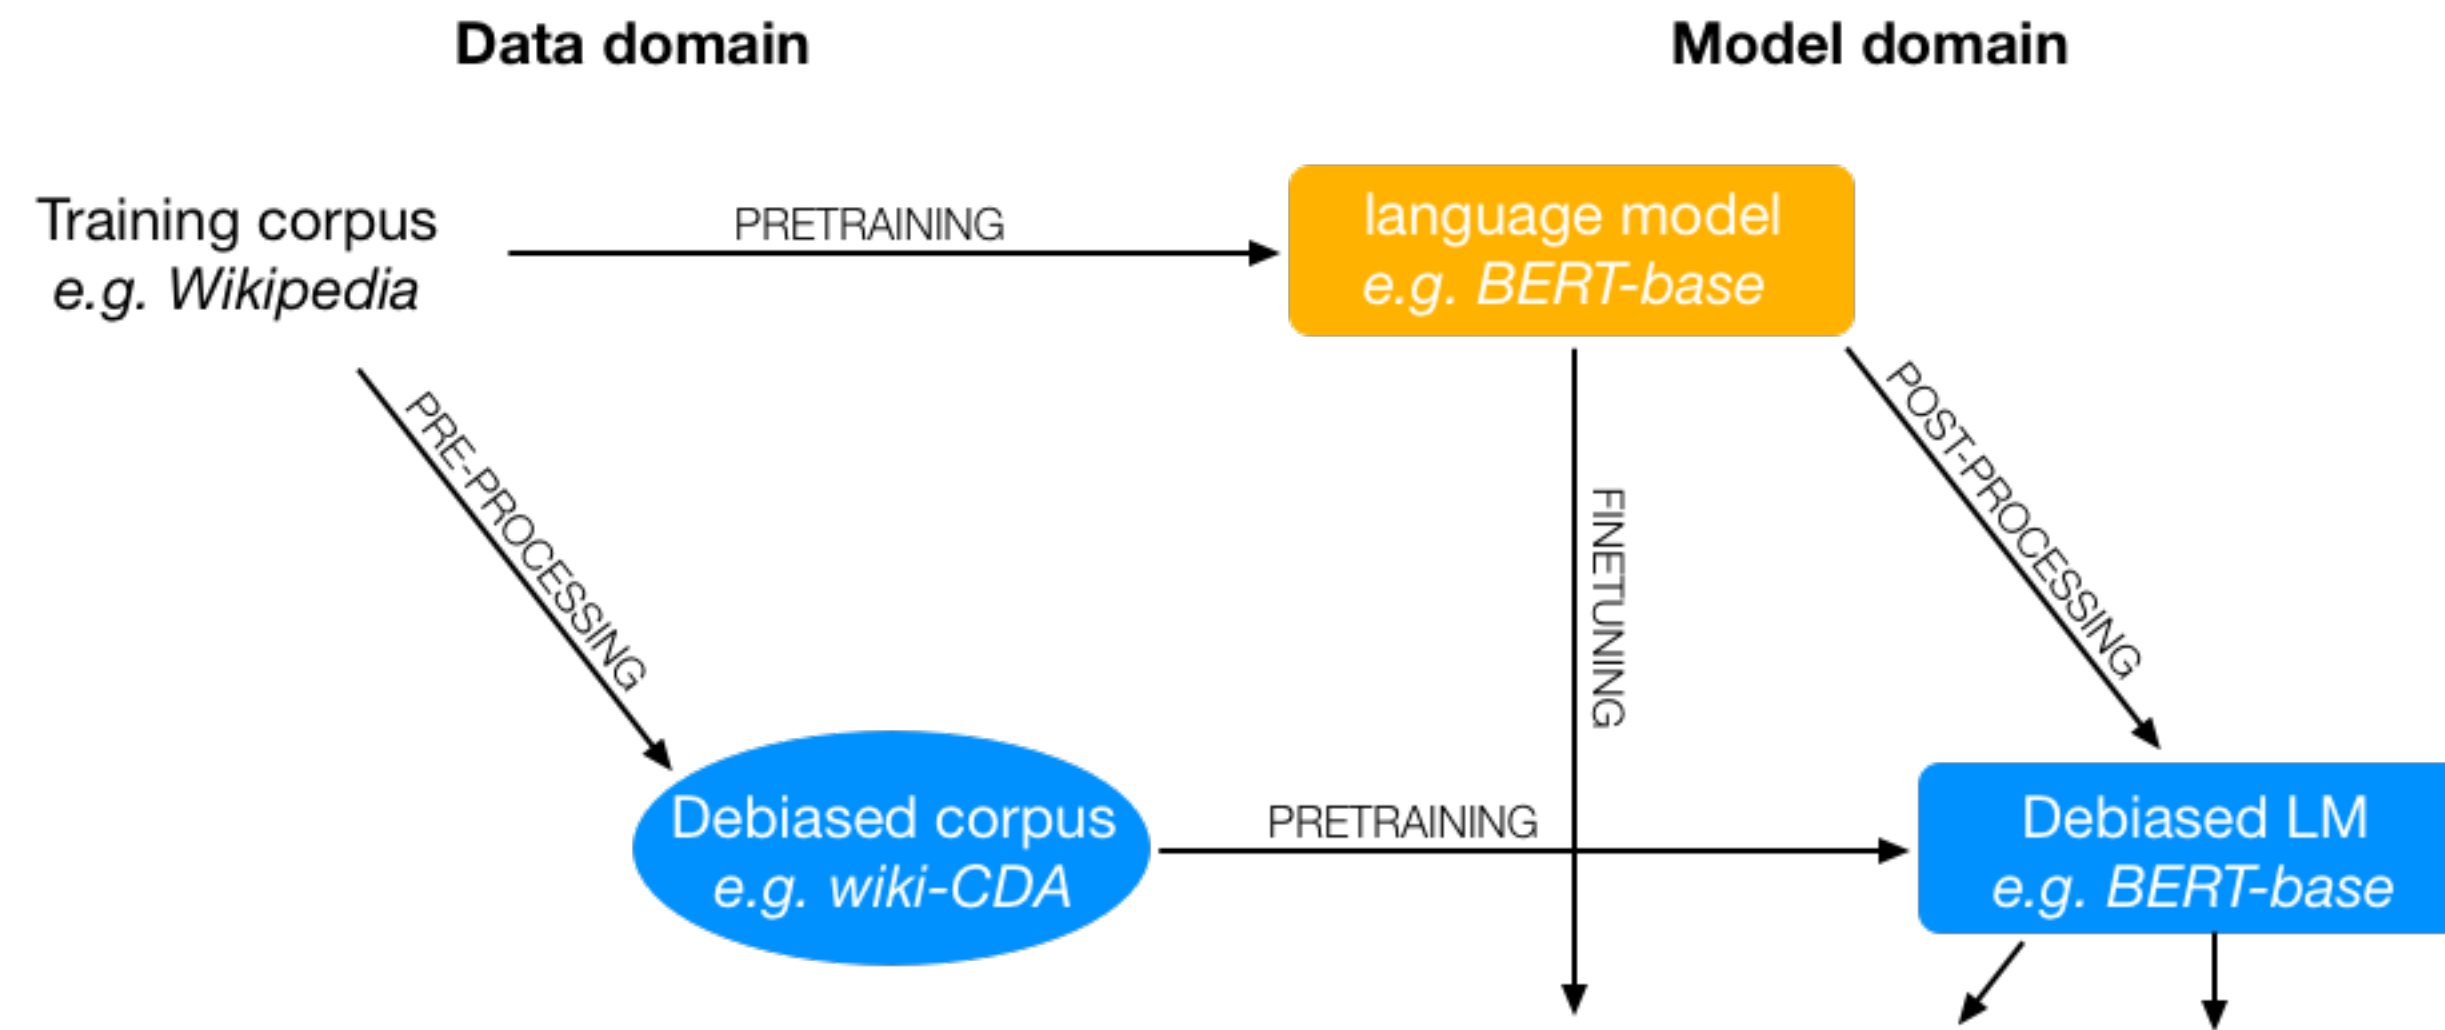 Data domain
Model domain
Training corpus
e.g. Wikipedia
PRETRAINING
language model
e.g. BERT-base
PRE-PROCESSING
FINETUNING
POST-PROCESSING
Debiased corpus
e.g. wiki-CDA
PRETRAINING
Debiased LM
e.g. BERT-base